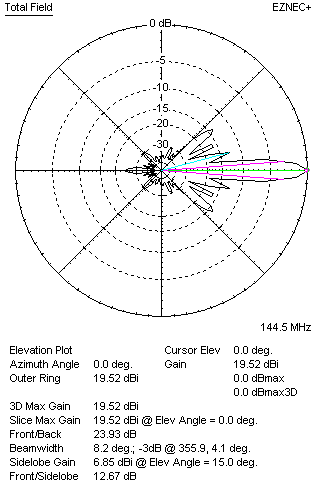 Total Field EZNEC+
0 dB
-5
-10
-15
-20
-30
144.5 MHz
Elevation Plot Cursor Elev 0.0 deg.
Azimuth Angle 0.0 deg. Gain 19.52 dBi
Outer Ring 19.52 dBi 0.0 dBmax
0.0 dBmax3D
3D Max Gain 19.52 dBi
Slice Max Gain 19.52 dBi @ Elev Angle = 0.0 deg.
Front/Back 23.93 dB
Beamwidth 8.2 deg.; -3dB @ 355.9, 4.1 deg.
Sidelobe Gain 6.85 dBi @ Elev Angle = 15.0 deg.
Front/Sidelobe 12.67 dB